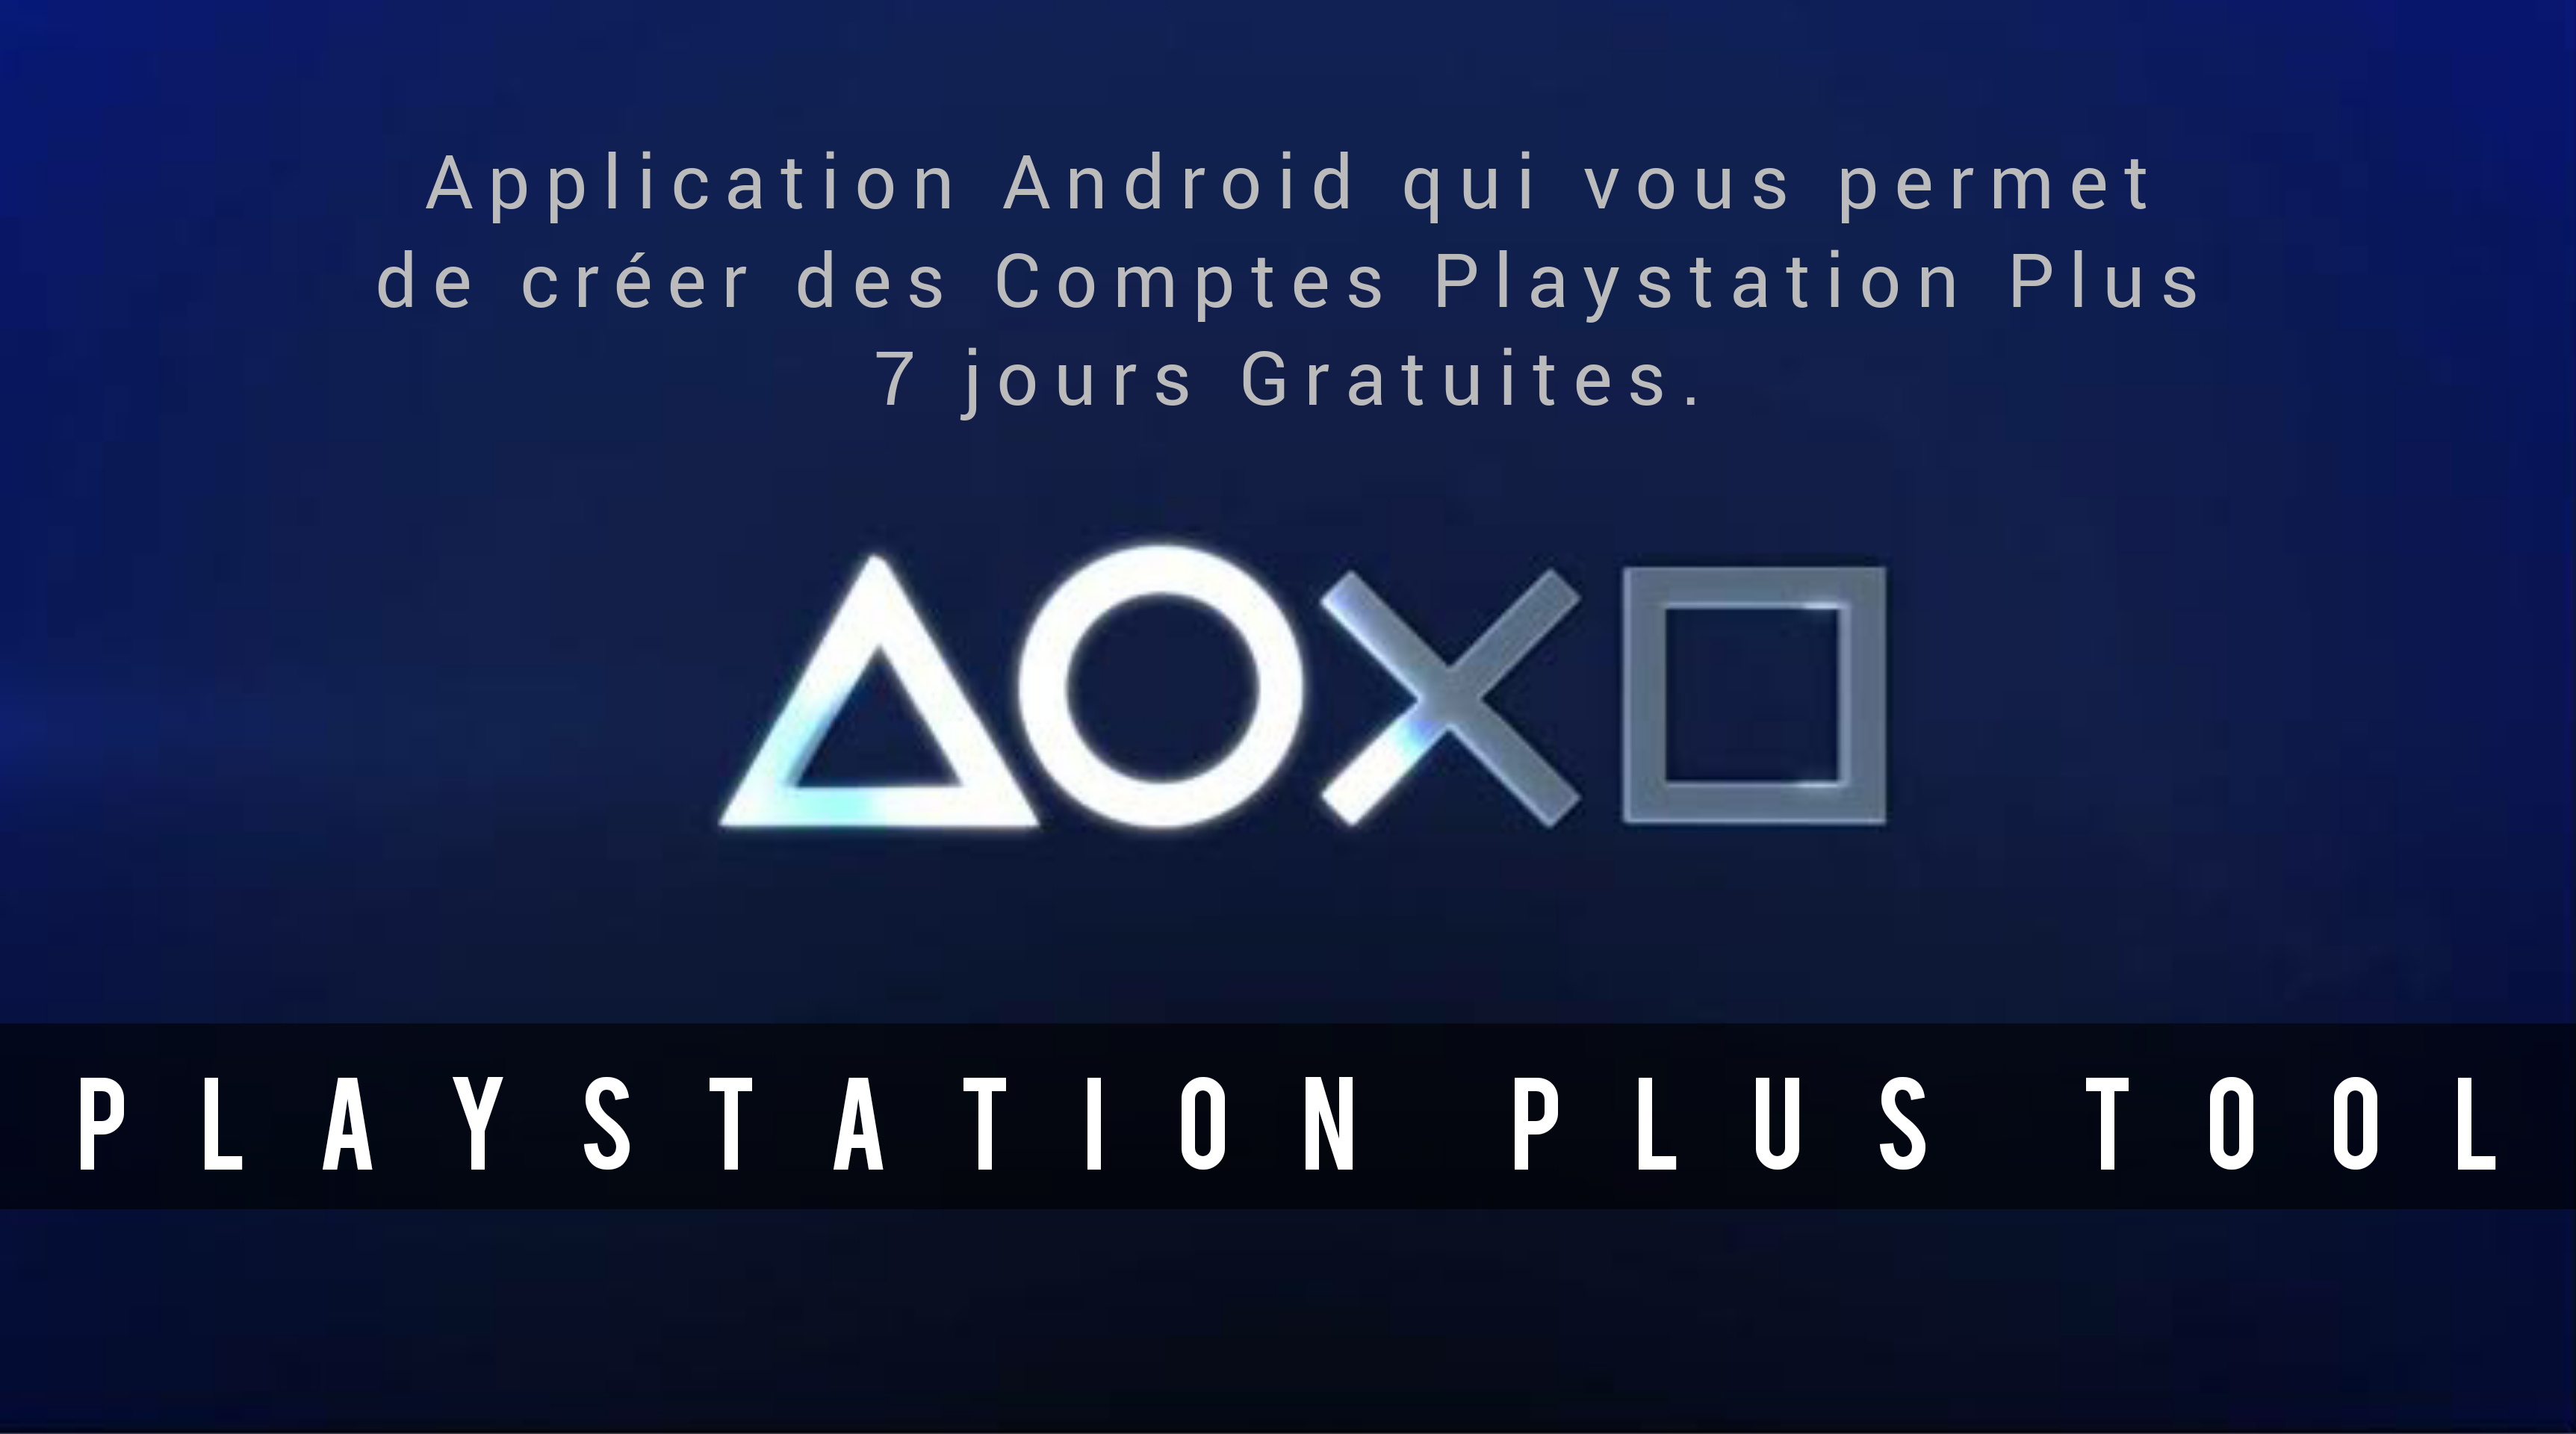 Application Android qui vous permet
de créer des Comptes Playstation Plus
7 jours Gratuites.
PLAYSTATION PLUS TOOL